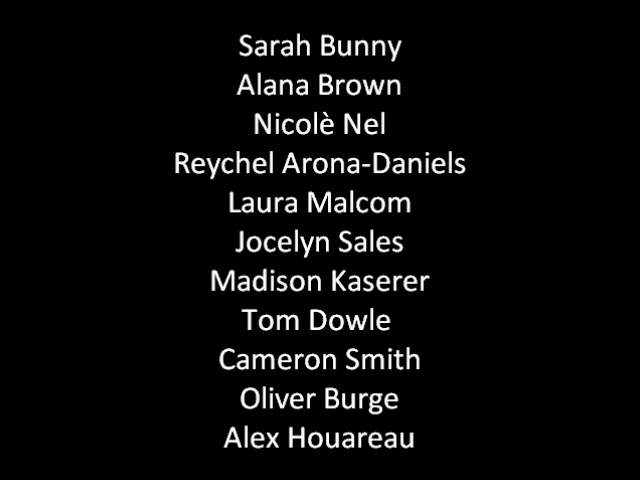 Sarah Bunny
Alana Brown
Nicolè Nel
Reychel Arona-Daniels
Laura Malcom
Jocelyn Sales
Madison Kaserer
Tom Dowle
Cameron Smith
Oliver Burge
Alex Houareau